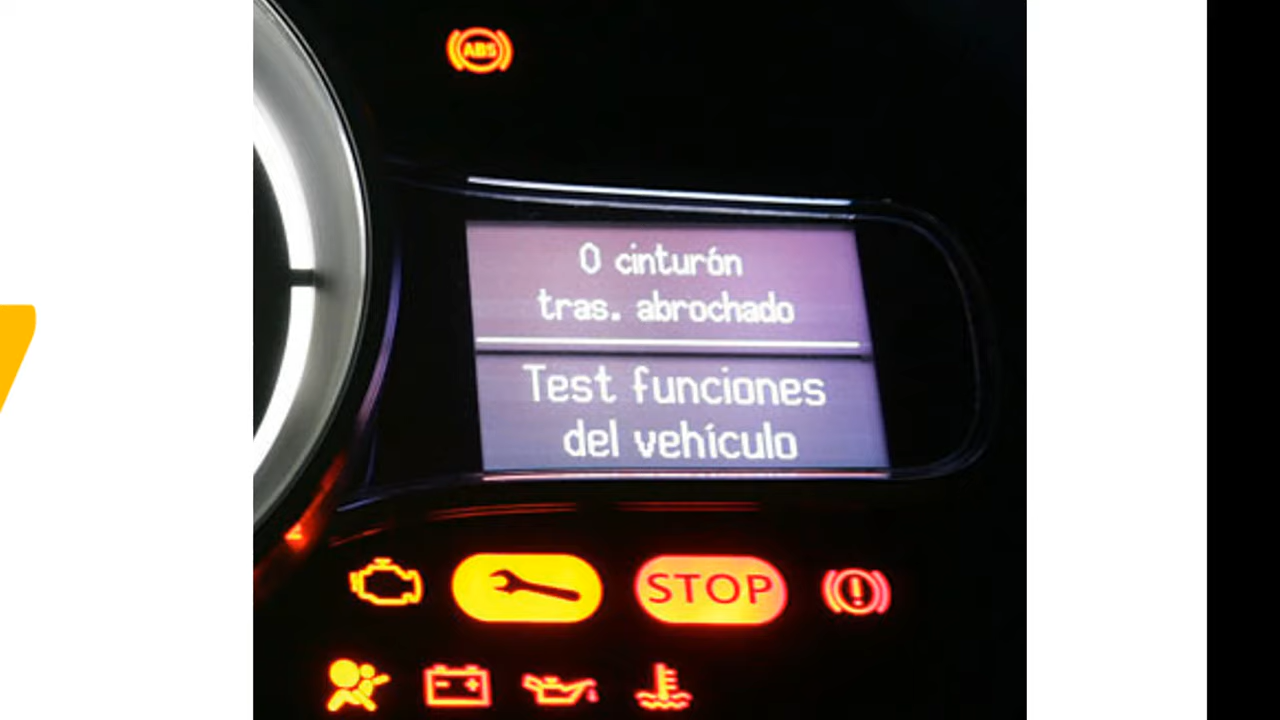 ABS
0 cinturón
tras. abrochado
Test funciones
del vehículo
STOP